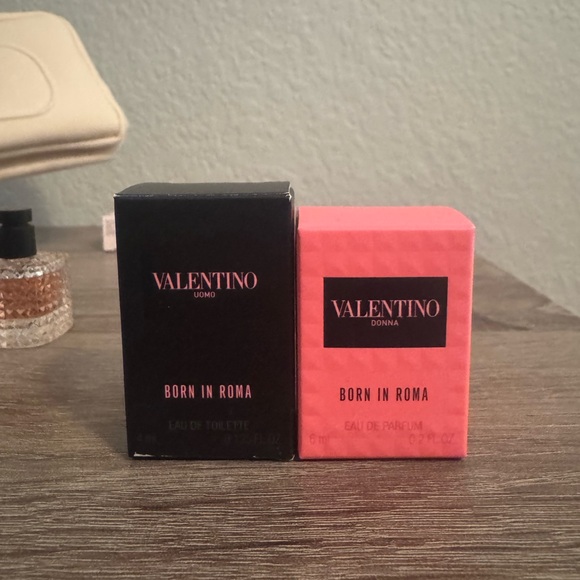 VALENTINO
UOMO
BORN IN ROMA
EAU DE TOILETTE
VALENTINO
DONNA
BORN IN ROMA
EAU DE PARFUM
6 ml 0.2 FL.OZ